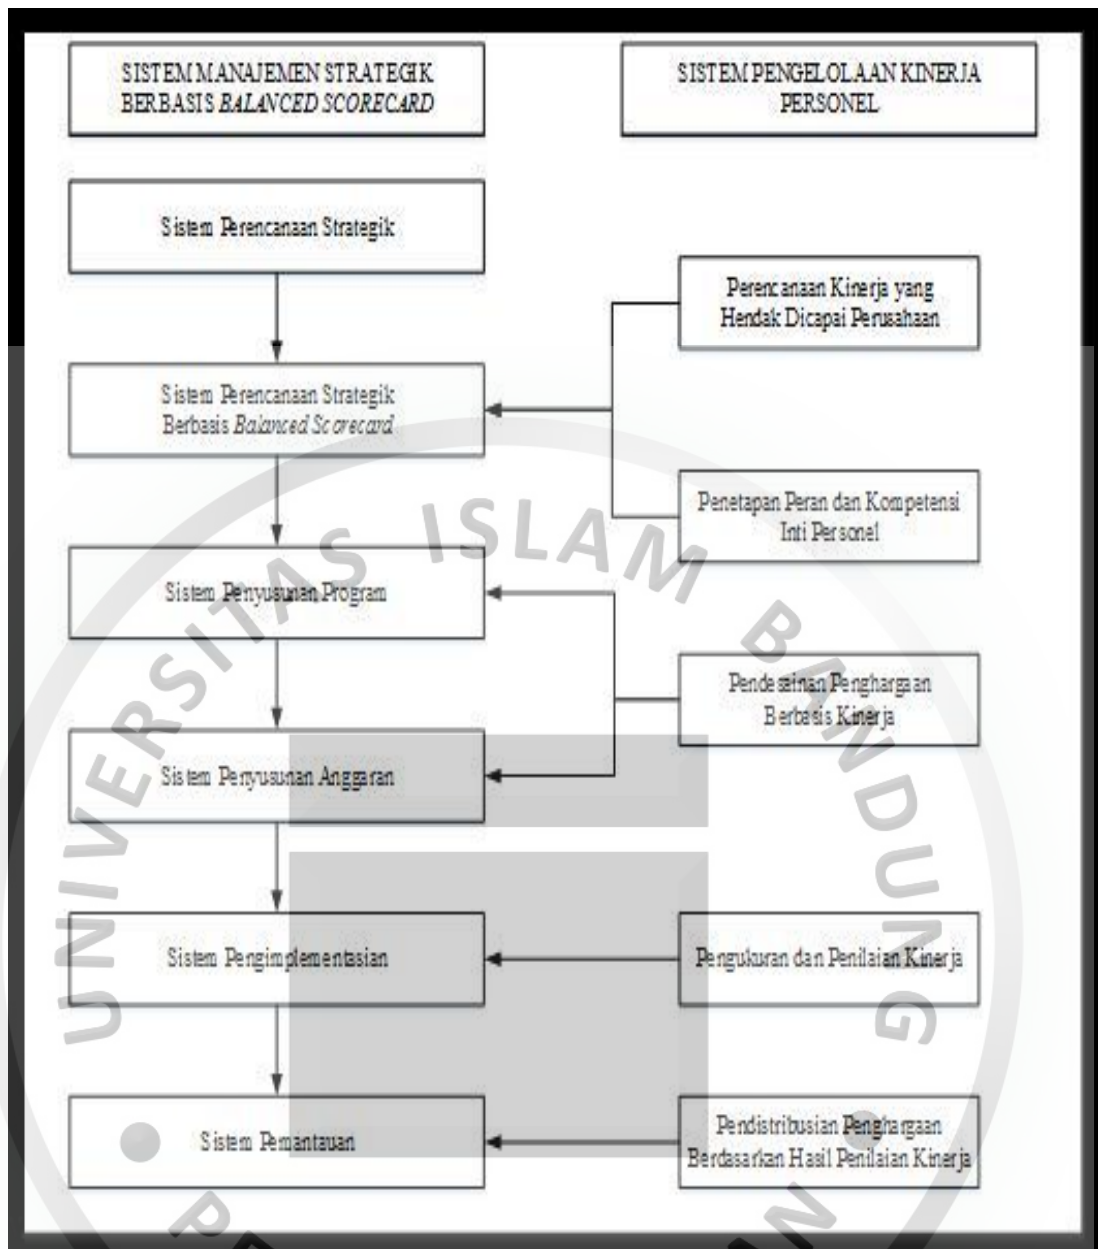 SISTEM MANAJEMEN STRATEGIK
BERBASIS BALANCED SCORECARD
SISTEM PENGELOLAAN KINERJA
PERSONEL
Sistem Perencanaan Strategik
Perencanaan Kinerja yang
Hendak Dicapai Perusahaan
Sistem Perencanaan Strategik
Berbasis Balanced Scorecard
Penetapan Peran dan Kompetensi
Inti Personel
Sistem Penyusunan Program
Pendesainan Penghargaan
Berbasis Kinerja
Sistem Penyusunan Anggaran
Sistem Pengimplementasian
Pengukuran dan Penilaian Kinerja
Sistem Pemantauan
Pendistribusian Penghargaan
Berdasarkan Hasil Penilaian Kinerja
UNIVERSITAS ISLAM BANDUNG